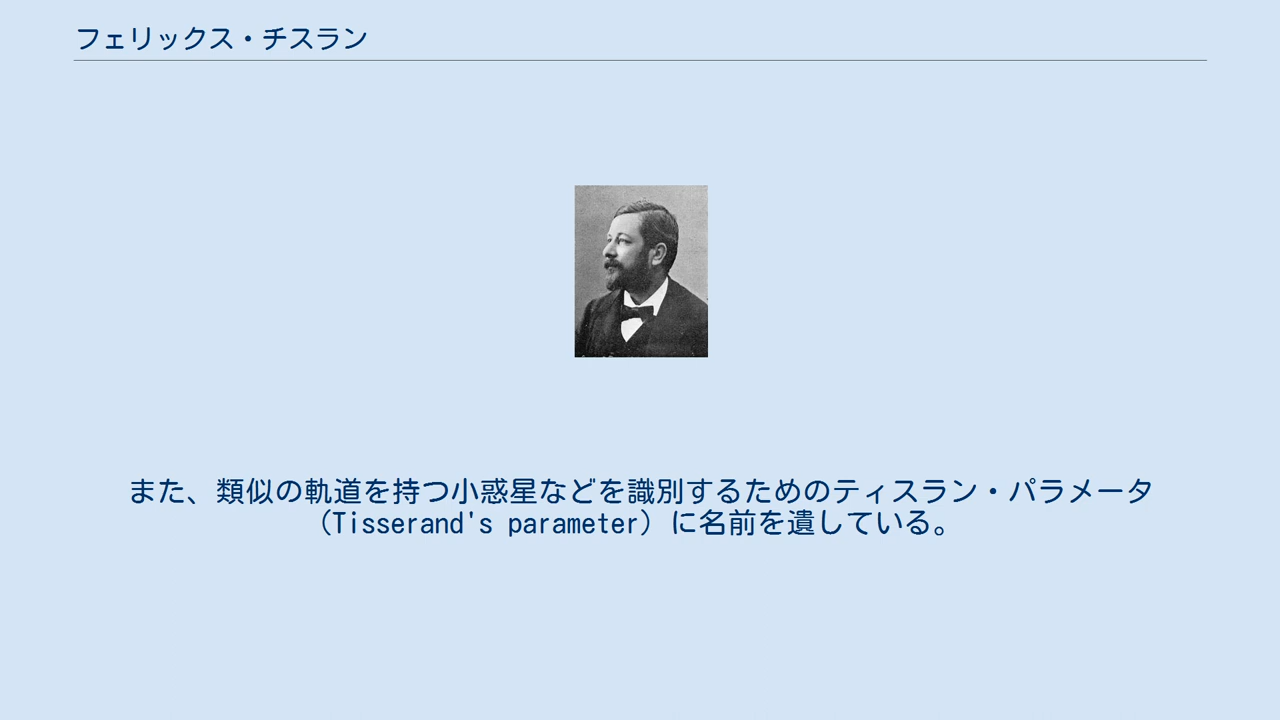 フェリックス・チスラン
また、類似の軌道を持つ小惑星などを識別するためのティスラン・パラメータ
（Tisserand's parameter）に名前を遺している。